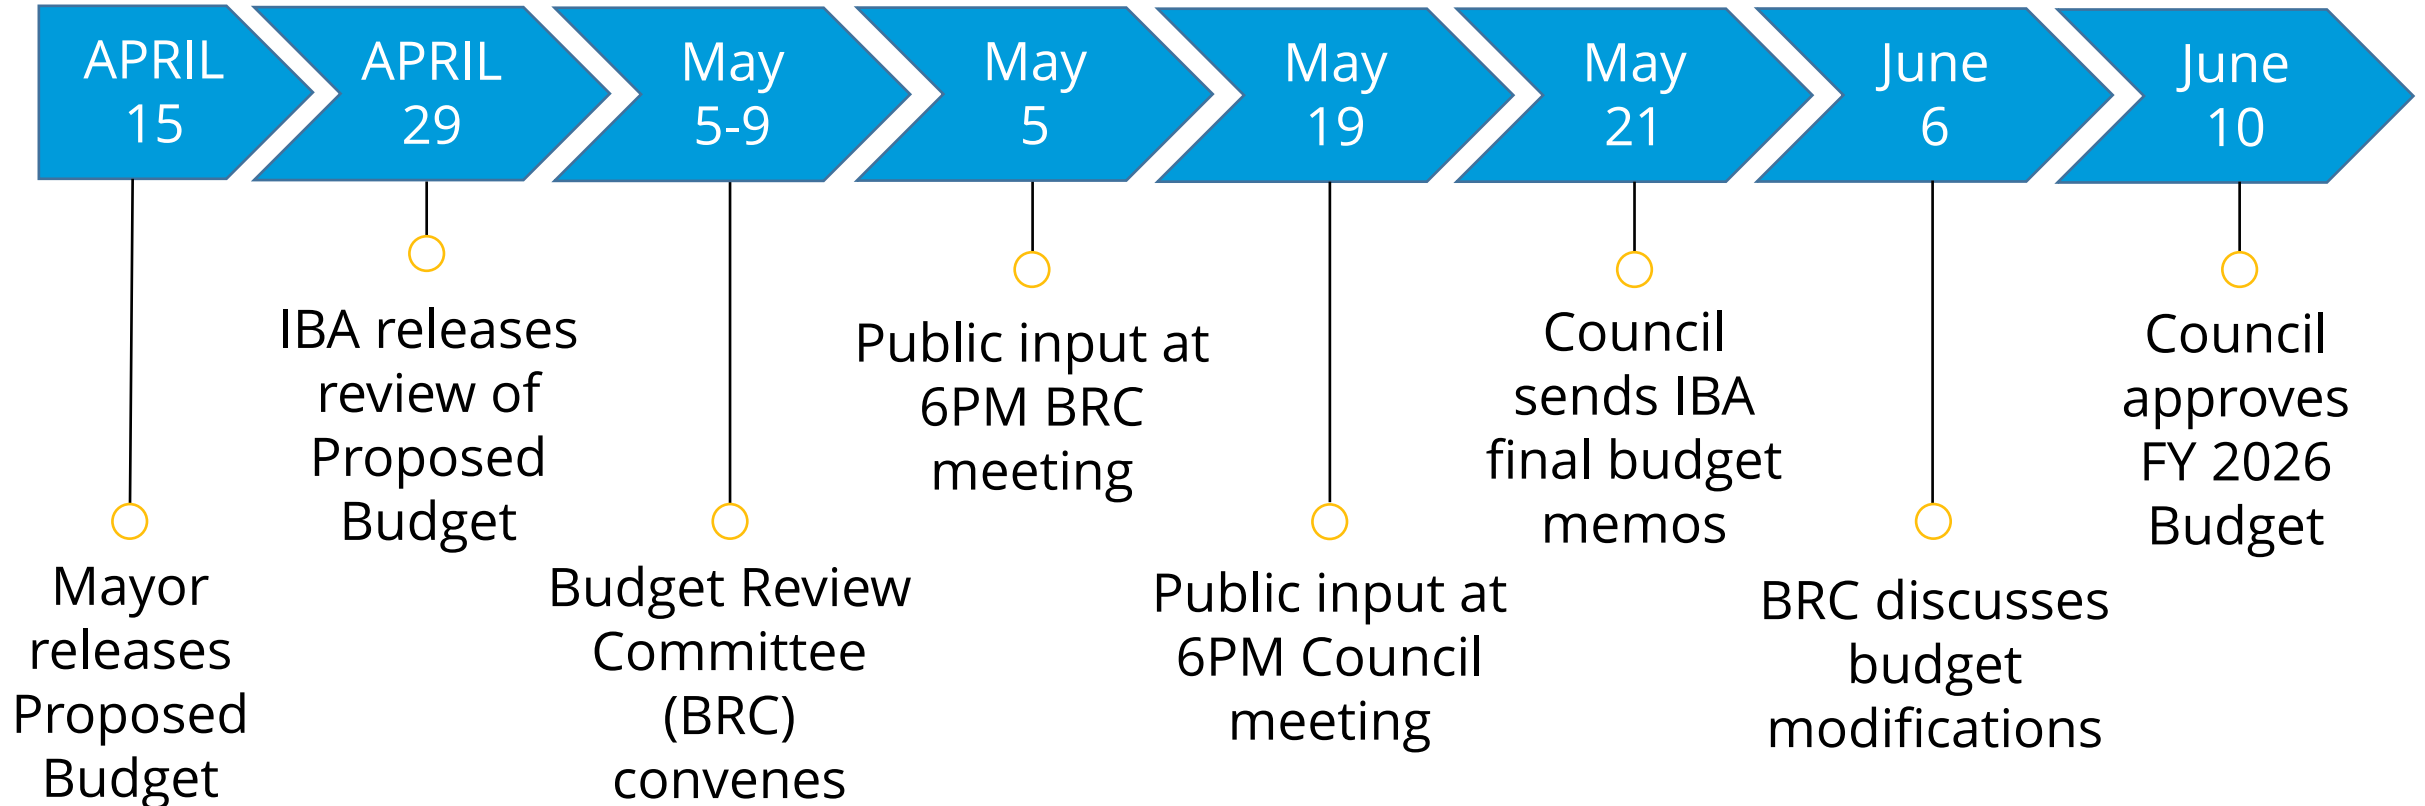 APRIL
15
APRIL
29
May
5-9
May
5
May
19
May
21
June
6
June
10
Mayor
releases
Proposed
Budget
IBA releases
review of
Proposed
Budget
Budget Review
Committee
(BRC)
convenes
Public input at
6PM BRC
meeting
Public input at
6PM Council
meeting
Council
sends IBA
final budget
memos
BRC discusses
budget
modifications
Council
approves
FY 2026
Budget